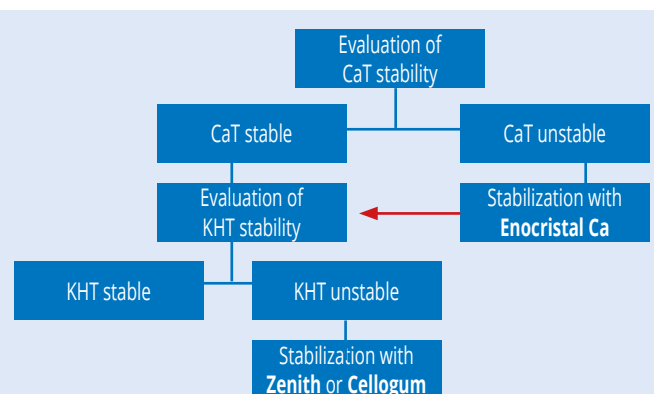 Evaluation of
CaT stability
CaT stable
CaT unstable
Evaluation of
KHT stability
Stabilization with
Enocristal Ca
KHT stable
KHT unstable
Stabilization with
Zenith or Cellogum